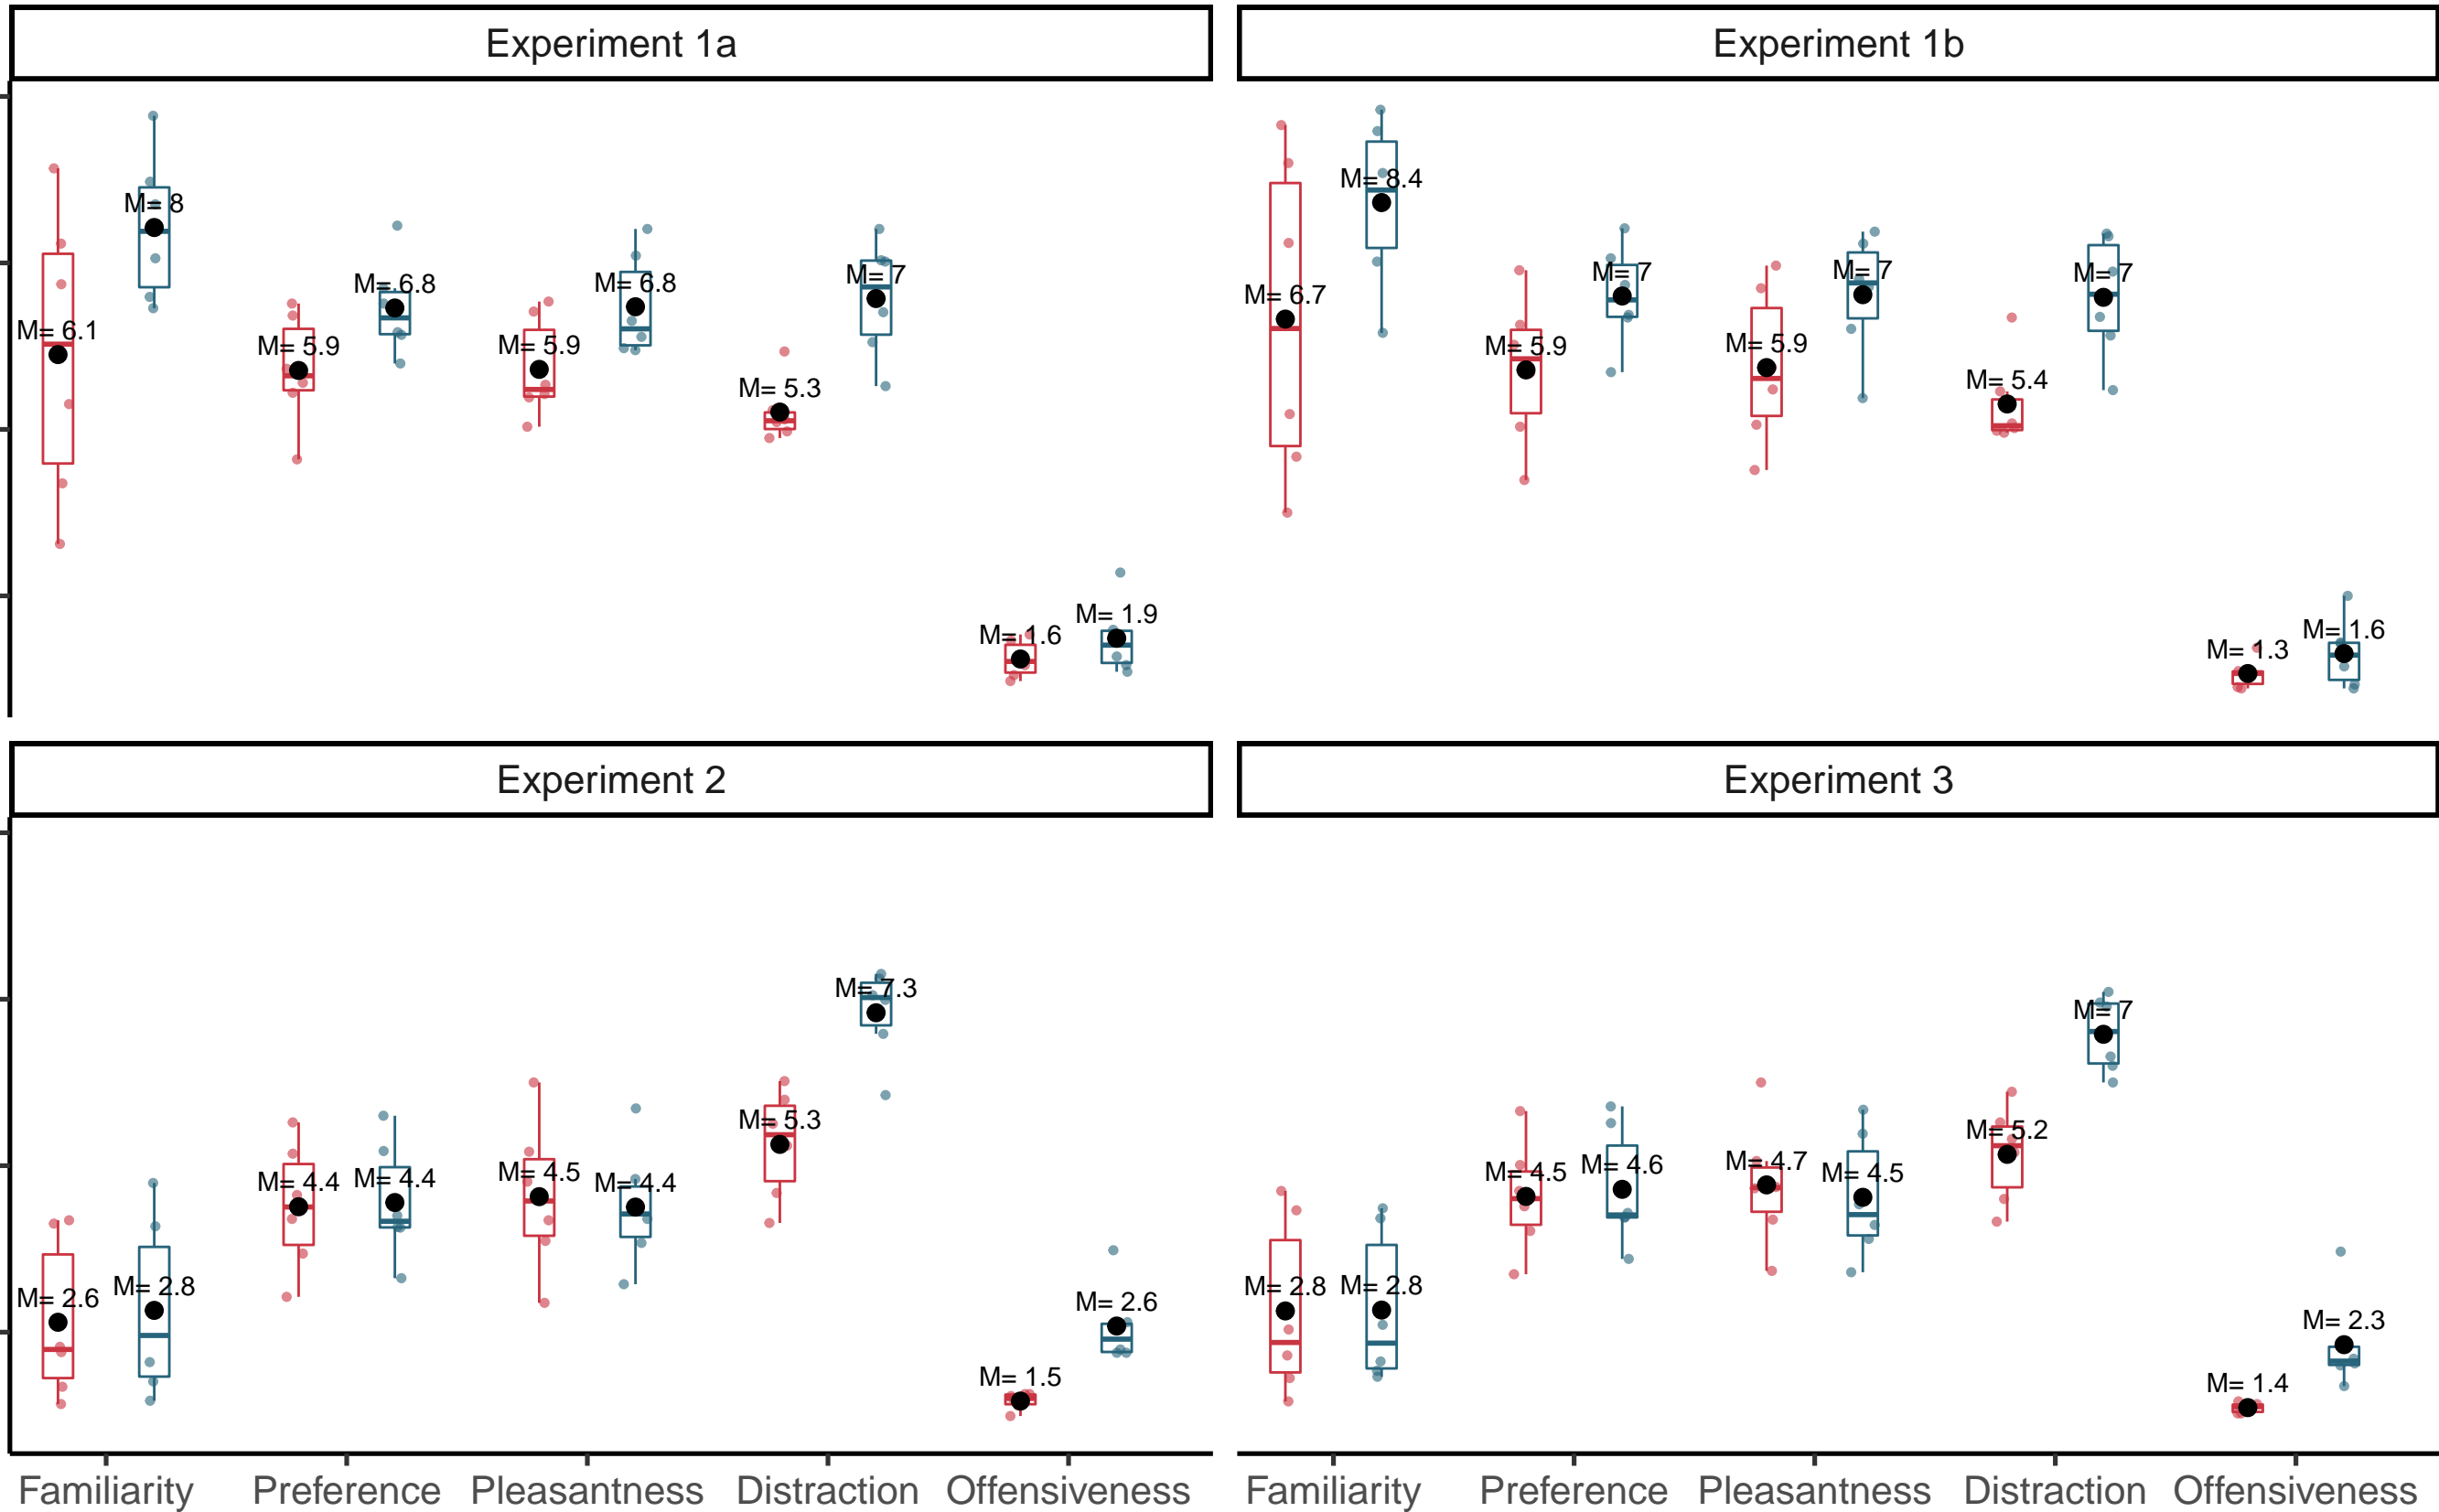 Experiment 1a
Experiment 1b
M= 6.1
M= 8
M= 5.9
M= 6.8
M= 5.9
M= 6.8
M= 5.3
M= 7
M= 1.6
M= 1.9
M= 6.7
M= 8.4
M= 5.9
M= 7
M= 5.9
M= 7
M= 5.4
M= 7
M= 1.3
M= 1.6
Experiment 2
Experiment 3
M= 2.6
M= 2.8
M= 4.4
M= 4.4
M= 4.5
M= 4.4
M= 5.3
M= 7.3
M= 1.5
M= 2.6
M= 2.8
M= 2.8
M= 4.5
M= 4.6
M= 4.7
M= 4.5
M= 5.2
M= 7
M= 1.4
M= 2.3
Familiarity Preference Pleasantness Distraction Offensiveness
Familiarity Preference Pleasantness Distraction Offensiveness